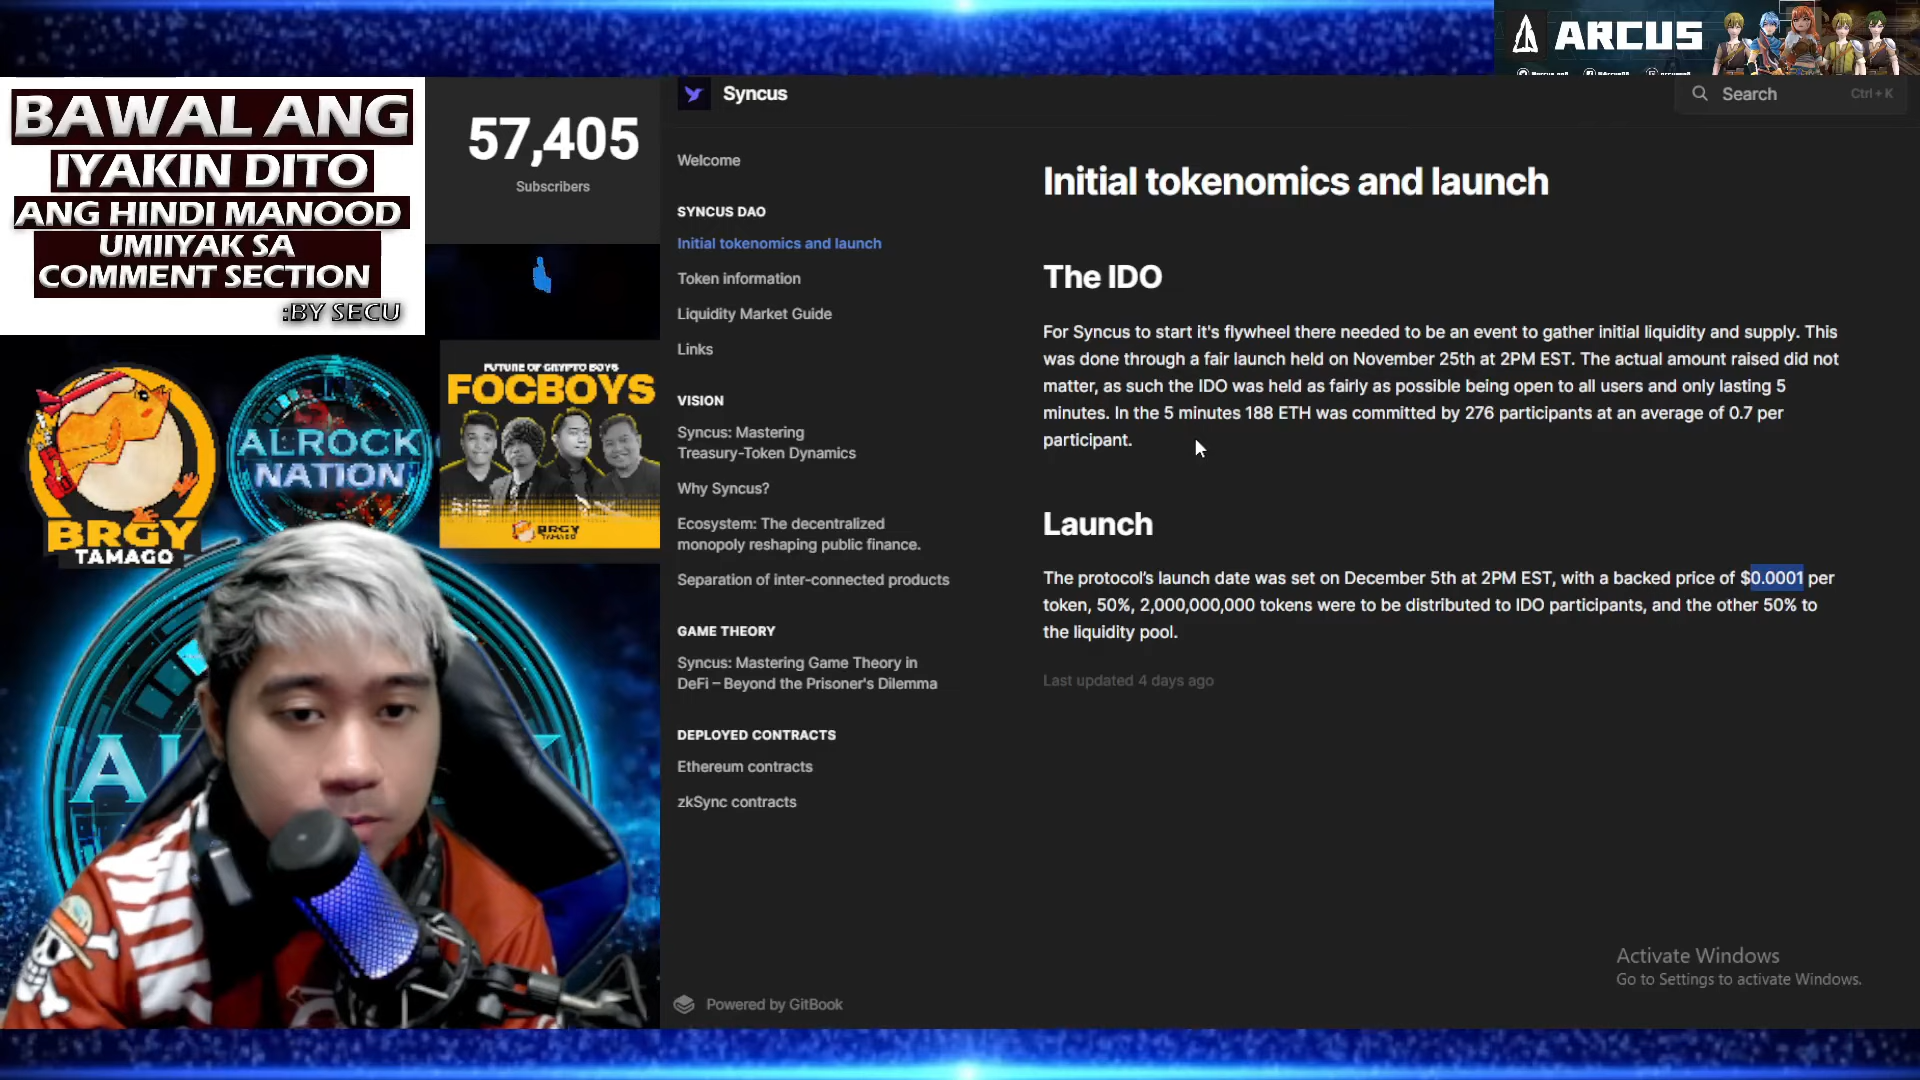 ARCUS
BAWAL ANG
IYAKIN DITO
ANG HINDI MANOOD
UMIIYAK SA
COMMENT SECTION
:BY SECU
57,405
Subscribers
BRGY
TAMAGO
ALROCK
NATION
FUTURE OF CRYPTO BOYS
FOCBOYS
BRGY
TAMAGO
Syncus
Search
Ctrl + K
Welcome
SYNCUS DAO
Initial tokenomics and launch
Token information
Liquidity Market Guide
Links
VISION
Syncus: Mastering
Treasury-Token Dynamics
Why Syncus?
Ecosystem: The decentralized
monopoly reshaping public finance.
Separation of inter-connected products
GAME THEORY
Syncus: Mastering Game Theory in
DeFi – Beyond the Prisoner's Dilemma
DEPLOYED CONTRACTS
Ethereum contracts
zkSync contracts
Powered by GitBook
Initial tokenomics and launch
The IDO
For Syncus to start it's flywheel there needed to be an event to gather initial liquidity and supply. This
was done through a fair launch held on November 25th at 2PM EST. The actual amount raised did not
matter, as such the IDO was held as fairly as possible being open to all users and only lasting 5
minutes. In the 5 minutes 188 ETH was committed by 276 participants at an average of 0.7 per
participant.
Launch
The protocol's launch date was set on December 5th at 2PM EST, with a backed price of $0.0001 per
token, 50%, 2,000,000,000 tokens were to be distributed to IDO participants, and the other 50% to
the liquidity pool.
Last updated 4 days ago
Activate Windows
Go to Settings to activate Windows.